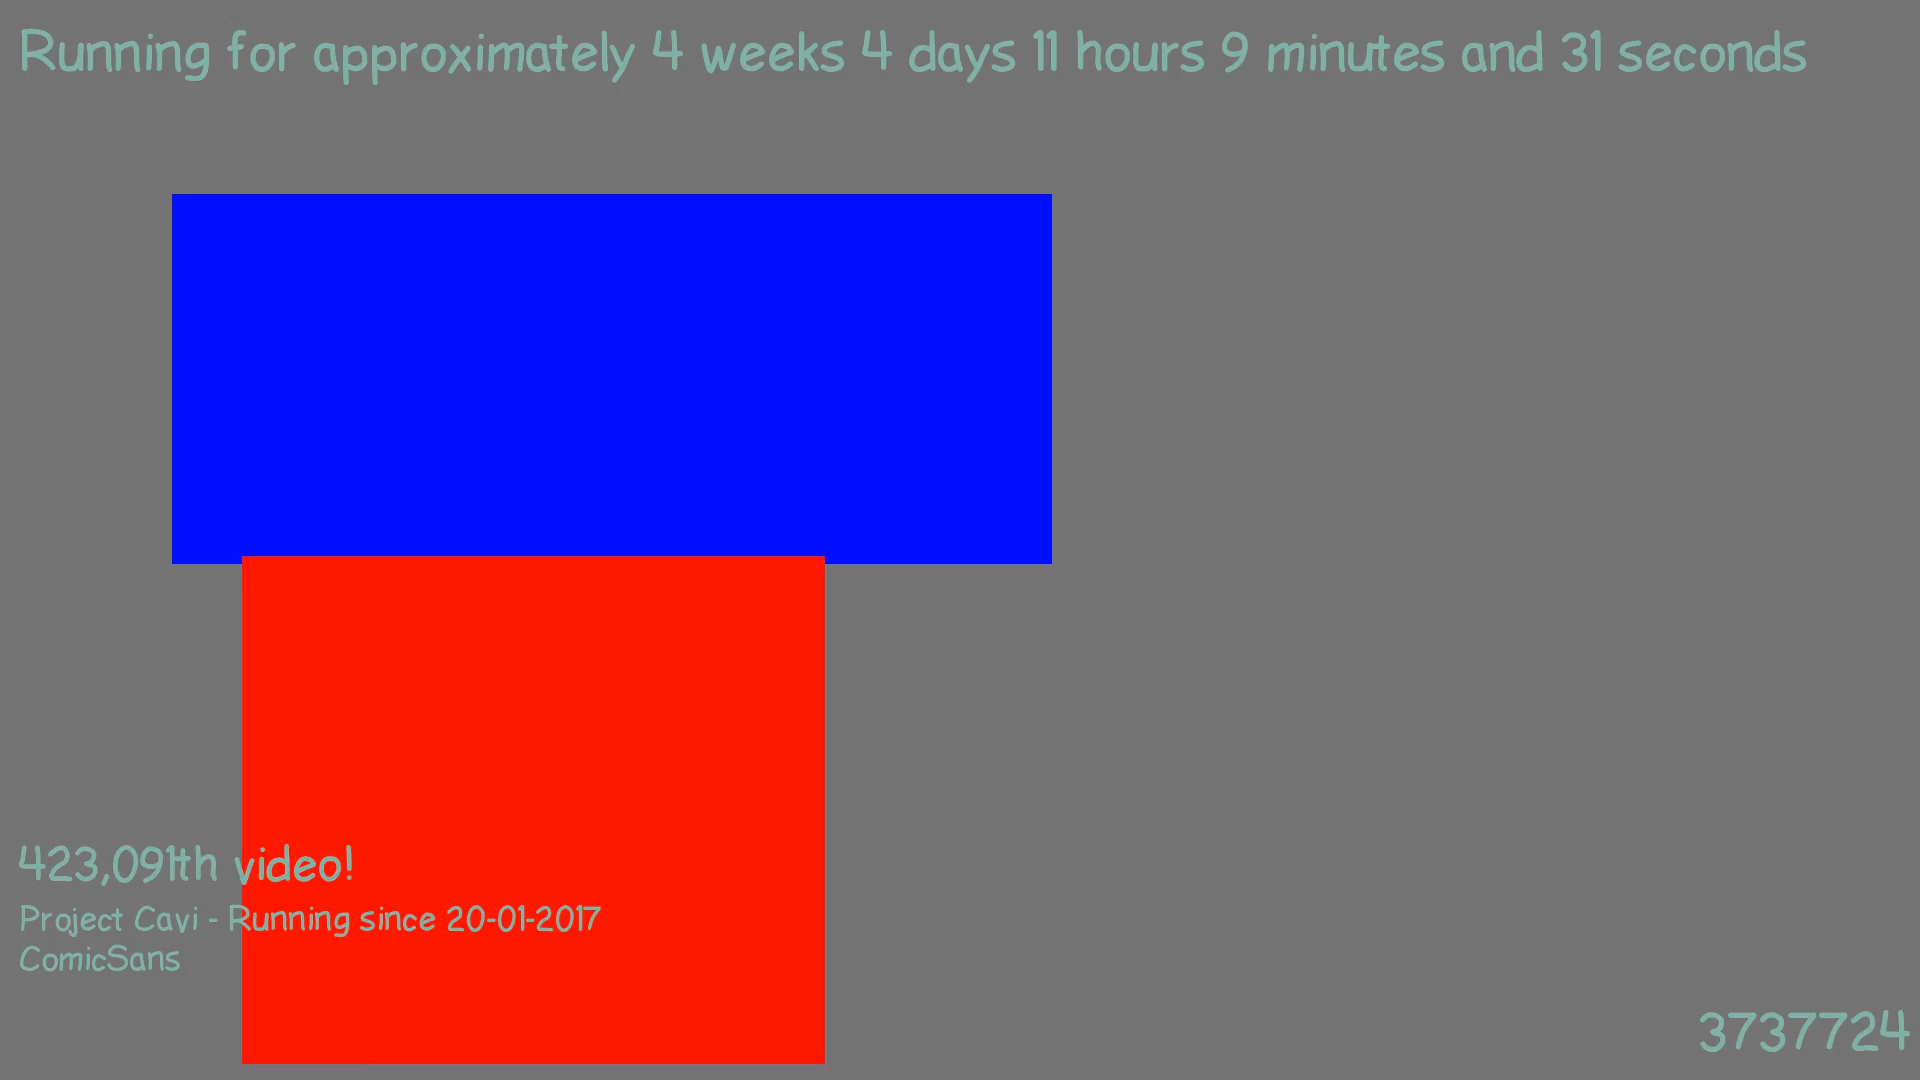 Running for approximately 4 weeks 4 days 11 hours 9 minutes and 31 seconds
423,091th video!
Project Cavi - Running since 20-01-2017
ComicSans
3737724